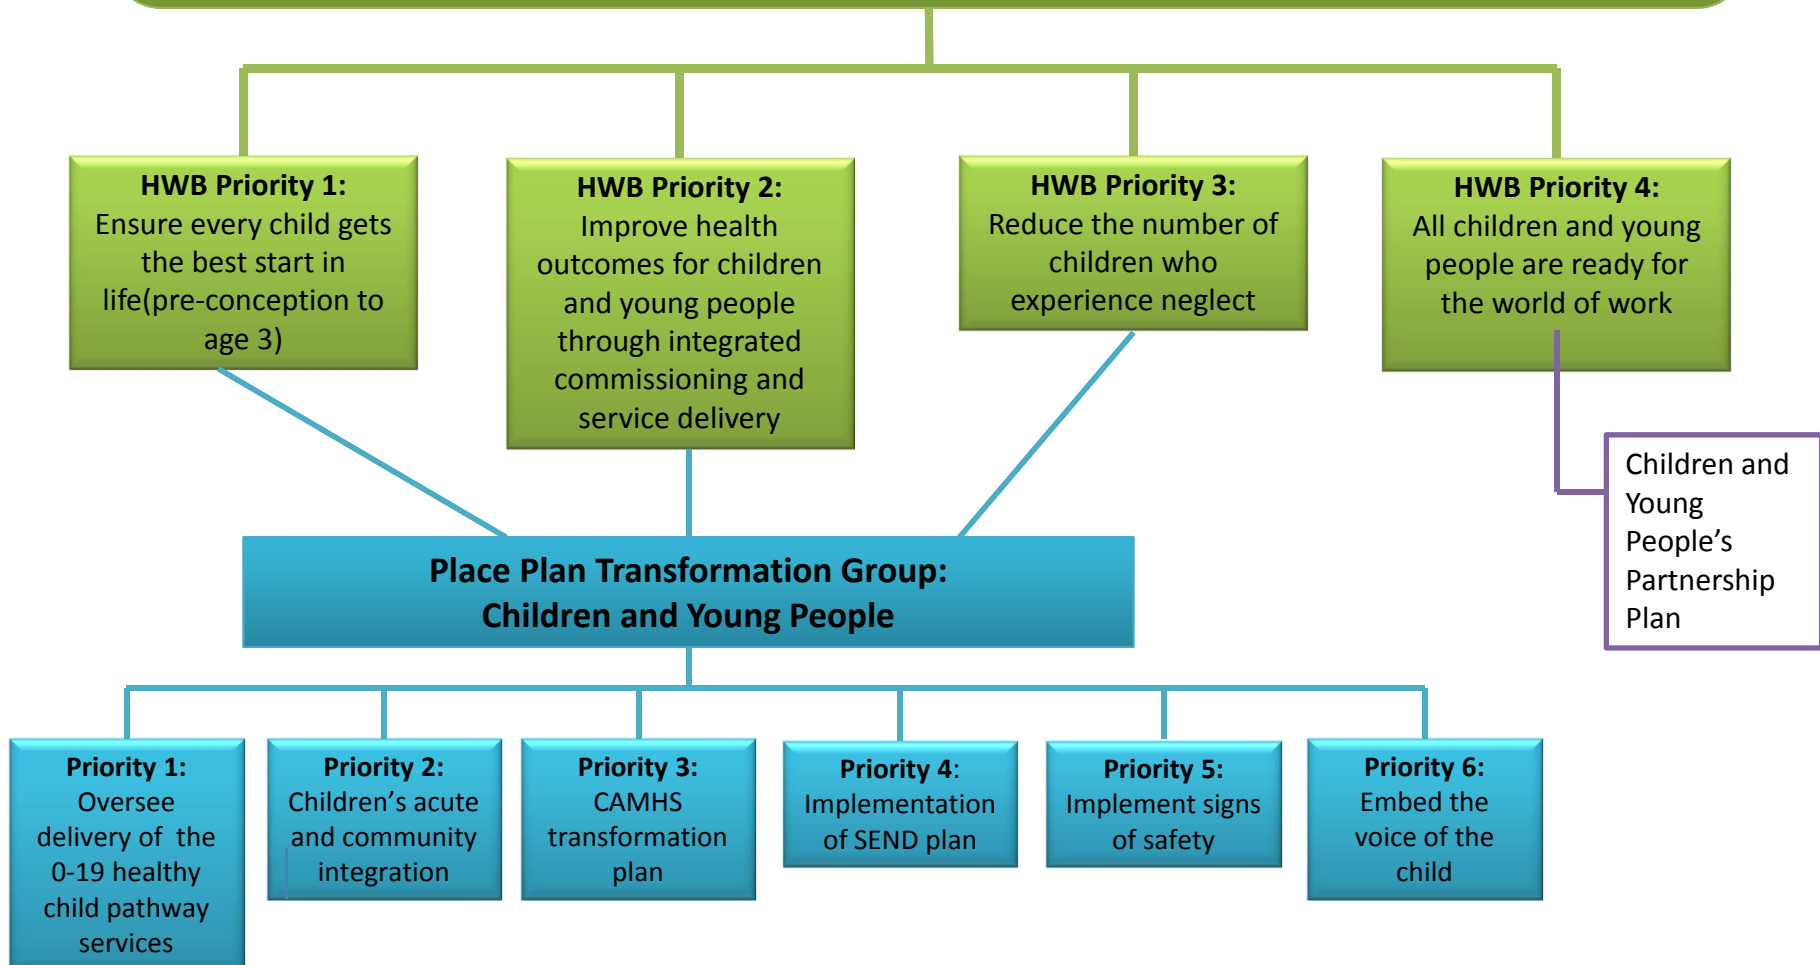 HWB Priority 1:
Ensure every child gets
the best start in
life(pre-conception to
age 3)
HWB Priority 2:
Improve health
outcomes for children
and young people
through integrated
commissioning and
service delivery
HWB Priority 3:
Reduce the number of
children who
experience neglect
HWB Priority 4:
All children and young
people are ready for
the world of work
Children and
Young
People’s
Partnership
Plan
Place Plan Transformation Group:
Children and Young People
Priority 1:
Oversee
delivery of  the
0-19 healthy
child pathway
services
Priority 2:
Children’s acute
and community
integration
Priority 3:
CAMHS
transformation
plan
Priority 4:
Implementation
of SEND plan
Priority 5:
Implement signs
of safety
Priority 6:
Embed the
voice of the
child